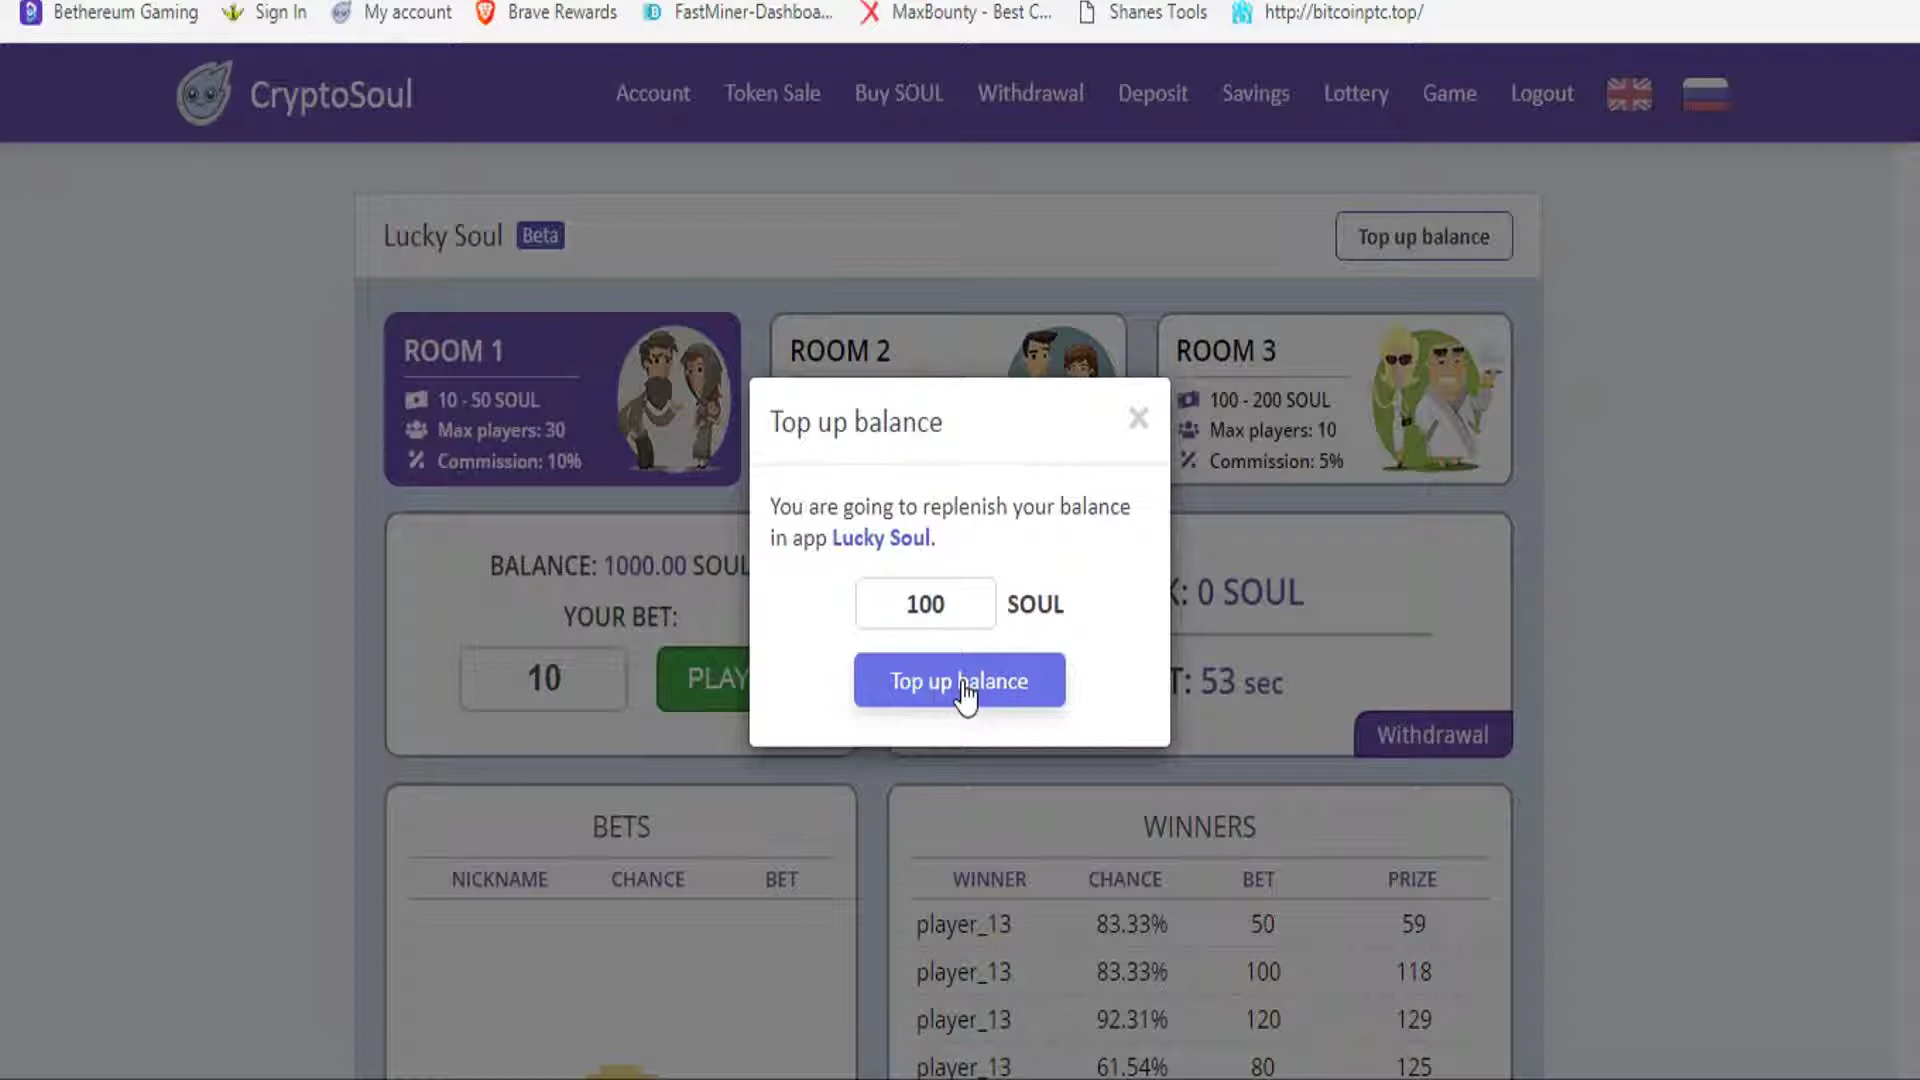 Bethereum Gaming Sign In My account Brave Rewards FastMiner-Dashboa... MaxBounty - Best C... Shanes Tools http://bitcoinptc.top/
CryptoSoul Account Token Sale Buy SOUL Withdrawal Deposit Savings Lottery Game Logout
Lucky Soul Beta Top up balance
ROOM 1
10 - 50 SOUL
Max players: 30
Commission: 10%
ROOM 2
ROOM 3
100 - 200 SOUL
Max players: 10
Commission: 5%
Top up balance
You are going to replenish your balance
in app Lucky Soul.
100 SOUL
Top up balance
BALANCE: 1000.00 SOUL
YOUR BET:
10 PLAY
: 0 SOUL
: 53 sec
Withdrawal
BETS
NICKNAME CHANCE BET
WINNERS
WINNER CHANCE BET PRIZE
player_13 83.33% 50 59
player_13 83.33% 100 118
player_13 92.31% 120 129
player_13 61.54% 80 125